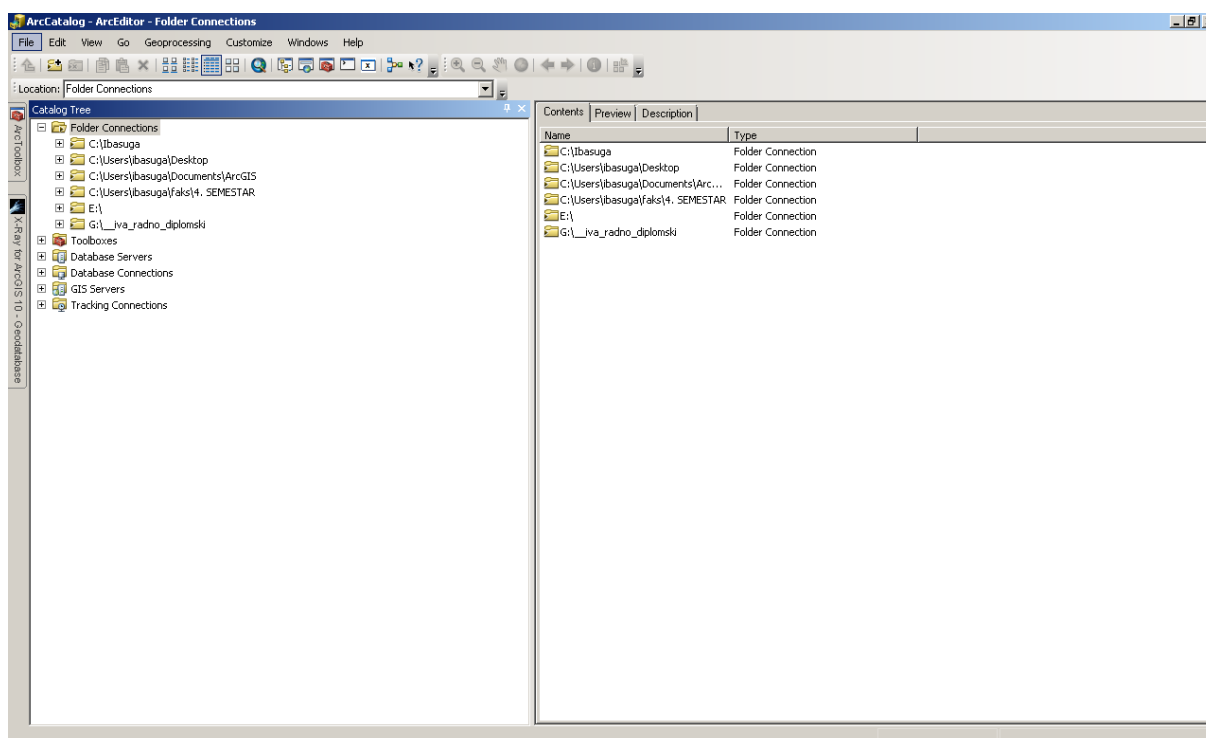 ArcCatalog - ArcEditor - Folder Connections
File Edit View Go Geoprocessing Customize Windows Help
Location: Folder Connections
Catalog Tree
Folder Connections
C:\Ibasuga
C:\Users\ibasuga\Desktop
C:\Users\ibasuga\Documents\ArcGIS
C:\Users\ibasuga\faks\4. SEMESTAR
E:\
G:\__iva_radno_diplomski
Toolboxes
Database Servers
Database Connections
GIS Servers
Tracking Connections
ArcToolbox
X-Ray for ArcGIS 10 - Geodatabase
Contents Preview Description
Name Type
C:\Ibasuga Folder Connection
C:\Users\ibasuga\Desktop Folder Connection
C:\Users\ibasuga\Documents\Arc... Folder Connection
C:\Users\ibasuga\faks\4. SEMESTAR Folder Connection
E:\ Folder Connection
G:\__iva_radno_diplomski Folder Connection